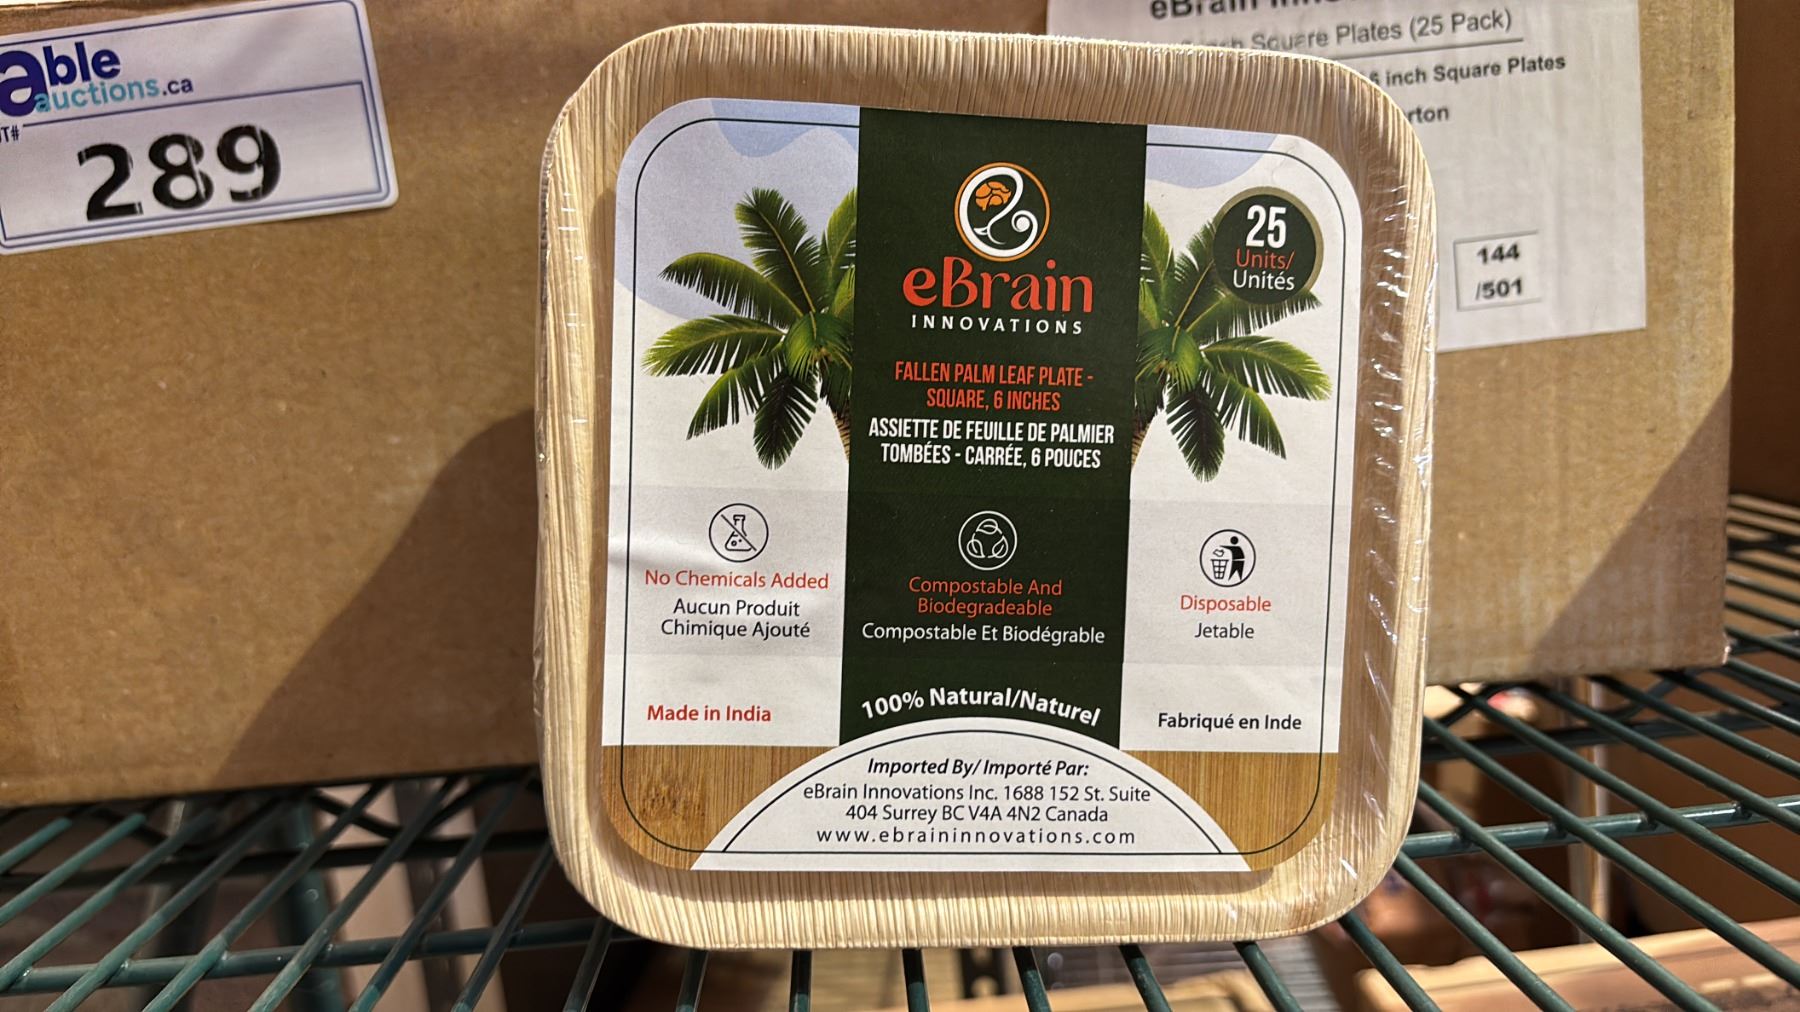 able
auctions.ca
289
Square Plates (25 Pack)
6 inch Square Plates
144
/501
25
Units/
Unités
eBrain
INNOVATIONS
FALLEN PALM LEAF PLATE -
SQUARE, 6 INCHES
ASSIETTE DE FEUILLE DE PALMIER
TOMBÉES - CARRÉE, 6 POUCES
No Chemicals Added
Aucun Produit
Chimique Ajouté
Compostable And
Biodegradeable
Compostable Et Biodégrable
Disposable
Jetable
Made in India
100% Natural/Naturel
Fabriqué en Inde
Imported By/ Importé Par:
eBrain Innovations Inc. 1688 152 St. Suite
404 Surrey BC V4A 4N2 Canada
www.ebraininnovations.com